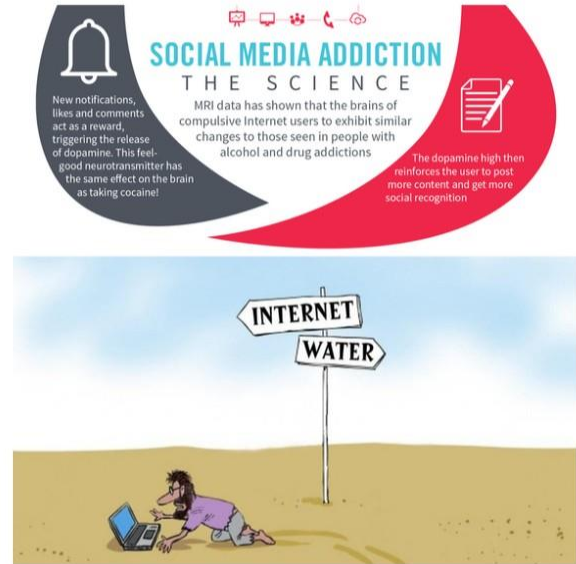 SOCIAL MEDIA ADDICTION
THE SCIENCE
MRI data has shown that the brains of
compulsive Internet users to exhibit similar
changes to those seen in people with
alcohol and drug addictions
New notifications,
likes and comments
act as a reward,
triggering the release
of dopamine. This feel-
good neurotransmitter has
the same effect on the brain
as taking cocaine!
The dopamine high then
reinforces the user to post
more content and get more
social recognition
INTERNET
WATER